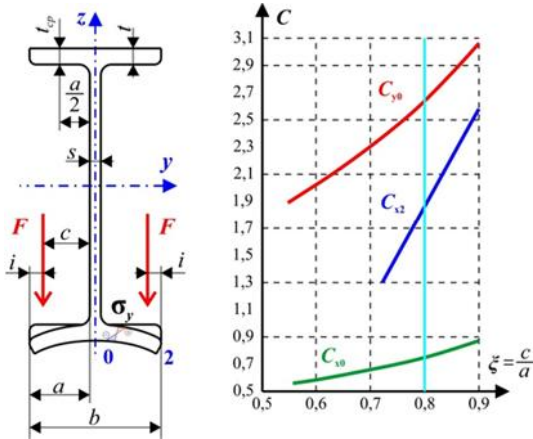 z
t_cp
t
a/2
s
y
F
F
c
i
i
σ_y
0
2
a
b
C
3,1
2,9
2,7
2,5
2,3
2,1
1,9
1,7
1,5
1,3
1,1
0,9
0,7
0,5
C_y0
C_x2
C_x0
ξ=c/a
0,5
0,6
0,7
0,8
0,9